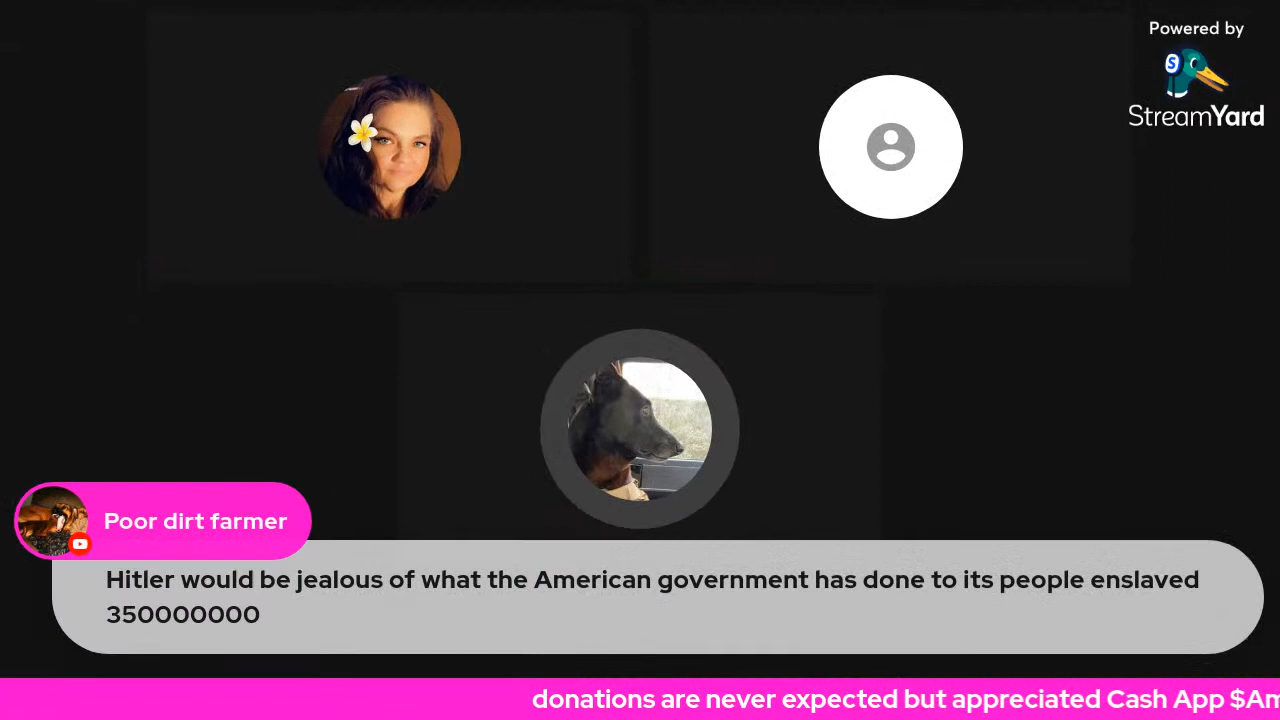 Powered by
StreamYard
Poor dirt farmer
Hitler would be jealous of what the American government has done to its people enslaved
350000000
donations are never expected but appreciated Cash App $Am